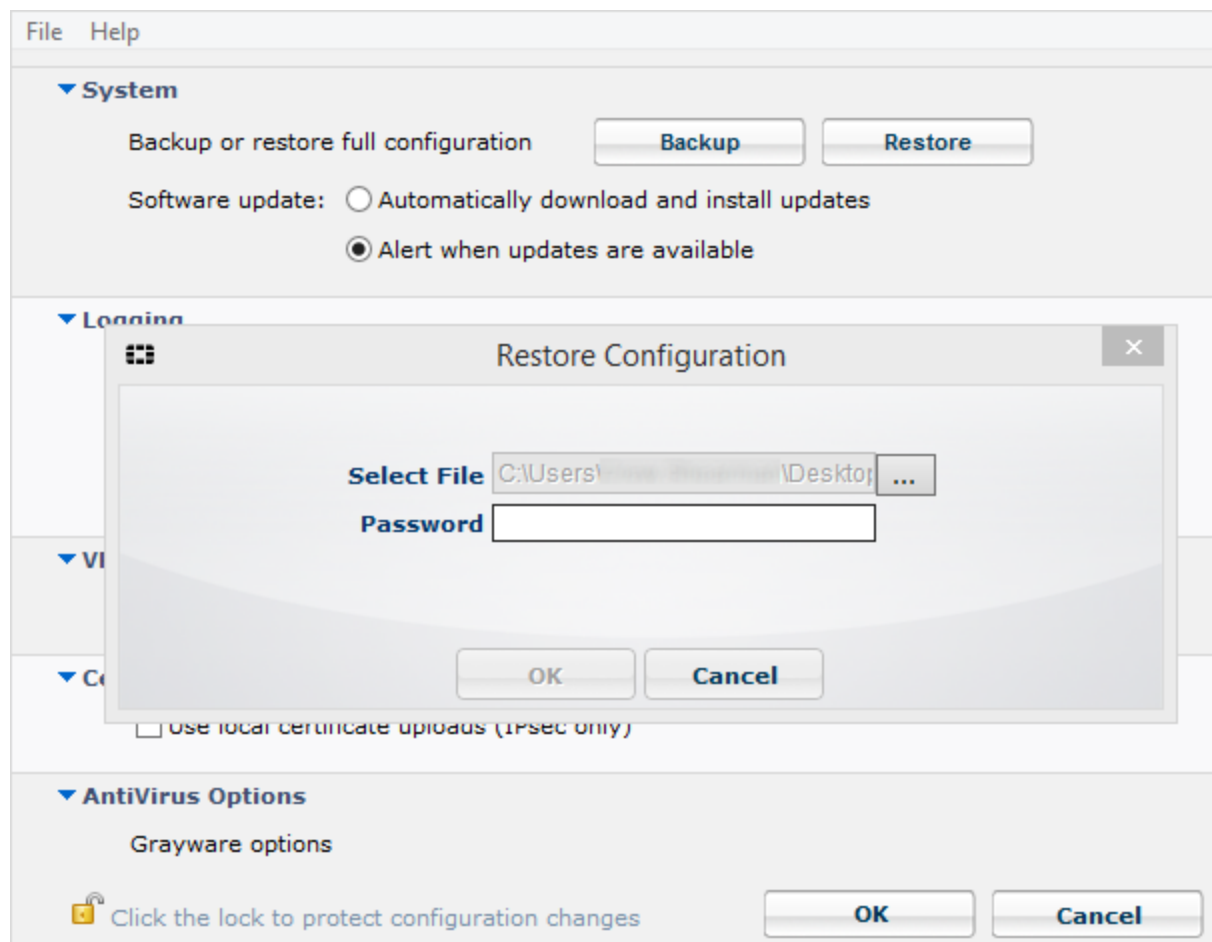 File Help
System
Backup or restore full configuration Backup Restore
Software update: Automatically download and install updates
Alert when updates are available
Logging
Restore Configuration
Select File C:\Users\ \Desktop ...
Password
OK Cancel
Use local certificate uploads (IPsec only)
AntiVirus Options
Grayware options
Click the lock to protect configuration changes OK Cancel